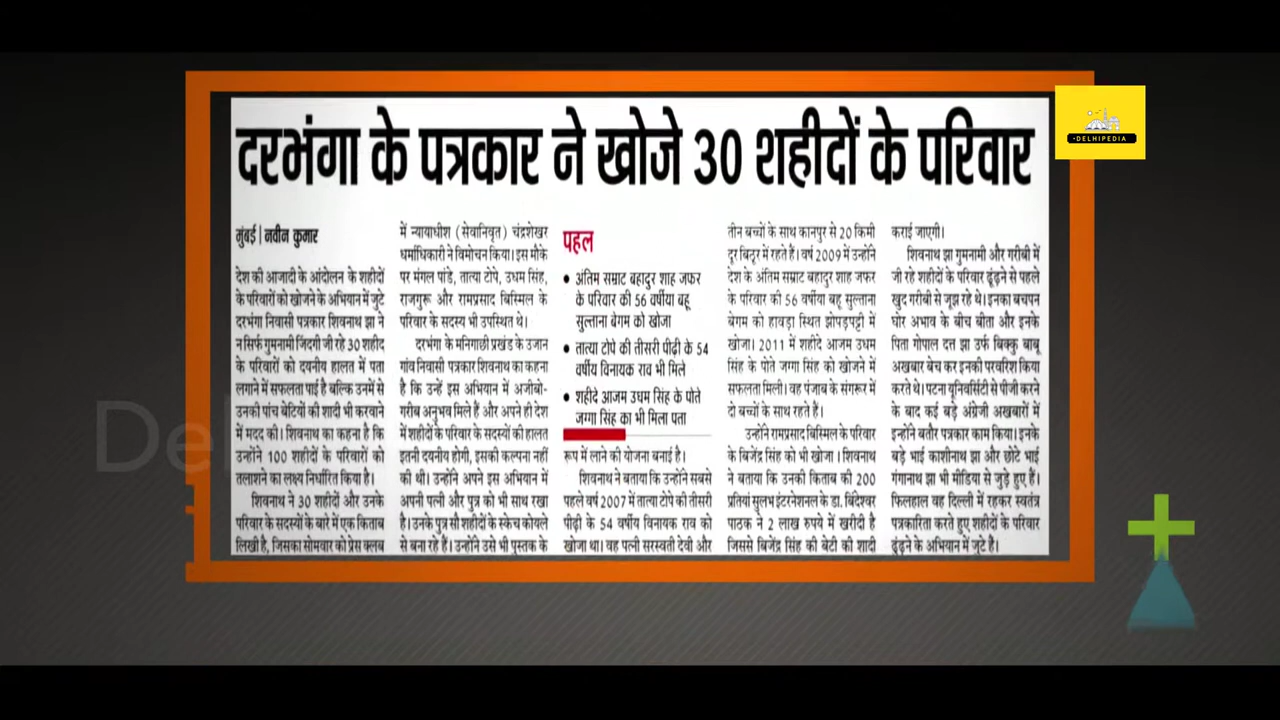 दरभंगा के पत्रकार ने खोजे 30 शहीदों के परिवार
मुंबई | नवीन कुमार
देश की आजादी के आंदोलन के शहीदों
के परिवारों को खोजने के अभियान में जुटे
दरभंगा निवासी पत्रकार शिवनाथ झा ने
न सिर्फ गुमनामी जिंदगी जी रहे 30 शहीद
के परिवारों को दयनीय हालत में पता
लगाने में सफलता पाई है बल्कि उनमें से
उनकी पांच बेटियों की शादी भी करवाने
में मदद की। शिवनाथ का कहना है कि
उन्होंने 100 शहीदों के परिवारों को
तलाशने का लक्ष्य निर्धारित किया है।
शिवनाथ ने 30 शहीदों और उनके
परिवार के सदस्यों के बारे में एक किताब
लिखी है, जिसका सोमवार को प्रेस क्लब
में न्यायाधीश (सेवानिवृत) चंद्रशेखर
धर्माधिकारी ने विमोचन किया। इस मौके
पर मंगल पांडे, तात्या टोपे, उधम सिंह,
राजगुरू और रामप्रसाद बिस्मिल के
परिवार के सदस्य भी उपस्थित थे।
दरभंगा के मनिगाछी प्रखंड के उजान
गांव निवासी पत्रकार शिवनाथ का कहना
है कि उन्हें इस अभियान में अजीबो-
गरीब अनुभव मिले हैं और अपने ही देश
में शहीदों के परिवार के सदस्यों की हालत
इतनी दयनीय होगी, इसकी कल्पना नहीं
की थी। उन्होंने अपने इस अभियान में
अपनी पत्नी और पुत्र को भी साथ रखा
है। उनके पुत्र सौ शहीदों के स्केच कोयले
से बना रहे हैं। उन्होंने उसे भी पुस्तक के
पहल
• अंतिम सम्राट बहादुर शाह जफर
के परिवार की 56 वर्षीया बहू
सुल्ताना बेगम को खोजा
• तात्या टोपे की तीसरी पीढ़ी के 54
वर्षीय विनायक राव भी मिले
• शहीदे आजम उधम सिंह के पोते
जग्गा सिंह का भी मिला पता
रूप में लाने की योजना बनाई है।
शिवनाथ ने बताया कि उन्होंने सबसे
पहले वर्ष 2007 में तात्या टोपे की तीसरी
पीढ़ी के 54 वर्षीय विनायक राव को
खोजा था। वह पत्नी सरस्वती देवी और
तीन बच्चों के साथ कानपुर से 20 किमी
दूर बिठूर में रहते हैं। वर्ष 2009 में उन्होंने
देश के अंतिम सम्राट बहादुर शाह जफर
के परिवार की 56 वर्षीया बहू सुल्ताना
बेगम को हावड़ा स्थित झोपड़पट्टी में
खोजा। 2011 में शहीदे आजम उधम
सिंह के पोते जग्गा सिंह को खोजने में
सफलता मिली। वह पंजाब के संगरूर में
दो बच्चों के साथ रहते हैं।
उन्होंने रामप्रसाद बिस्मिल के परिवार
के बिजेंद्र सिंह को भी खोजा। शिवनाथ
ने बताया कि उनकी किताब की 200
प्रतियां सुलभ इंटरनेशनल के डा. बिंदेश्वर
पाठक ने 2 लाख रुपये में खरीदी है
जिससे बिजेंद्र सिंह की बेटी की शादी
कराई जाएगी।
शिवनाथ झा गुमनामी और गरीबी में
जी रहे शहीदों के परिवार ढूंढ़ने से पहले
खुद गरीबी से जूझ रहे थे। इनका बचपन
घोर अभाव के बीच बीता और इनके
पिता गोपाल दत्त झा उर्फ बिक्कु बाबू
अखबार बेच कर इनकी परवरिश किया
करते थे। पटना यूनिवर्सिटी से पीजी करने
के बाद कई बड़े अंग्रेजी अखबारों में
इन्होंने बतौर पत्रकार काम किया। इनके
बड़े भाई काशीनाथ झा और छोटे भाई
गंगानाथ झा भी मीडिया से जुड़े हुए हैं।
फिलहाल वह दिल्ली में रहकर स्वतंत्र
पत्रकारिता करते हुए शहीदों के परिवार
ढूंढ़ने के अभियान में जुटे है।
•DELHIPEDIA•
Del